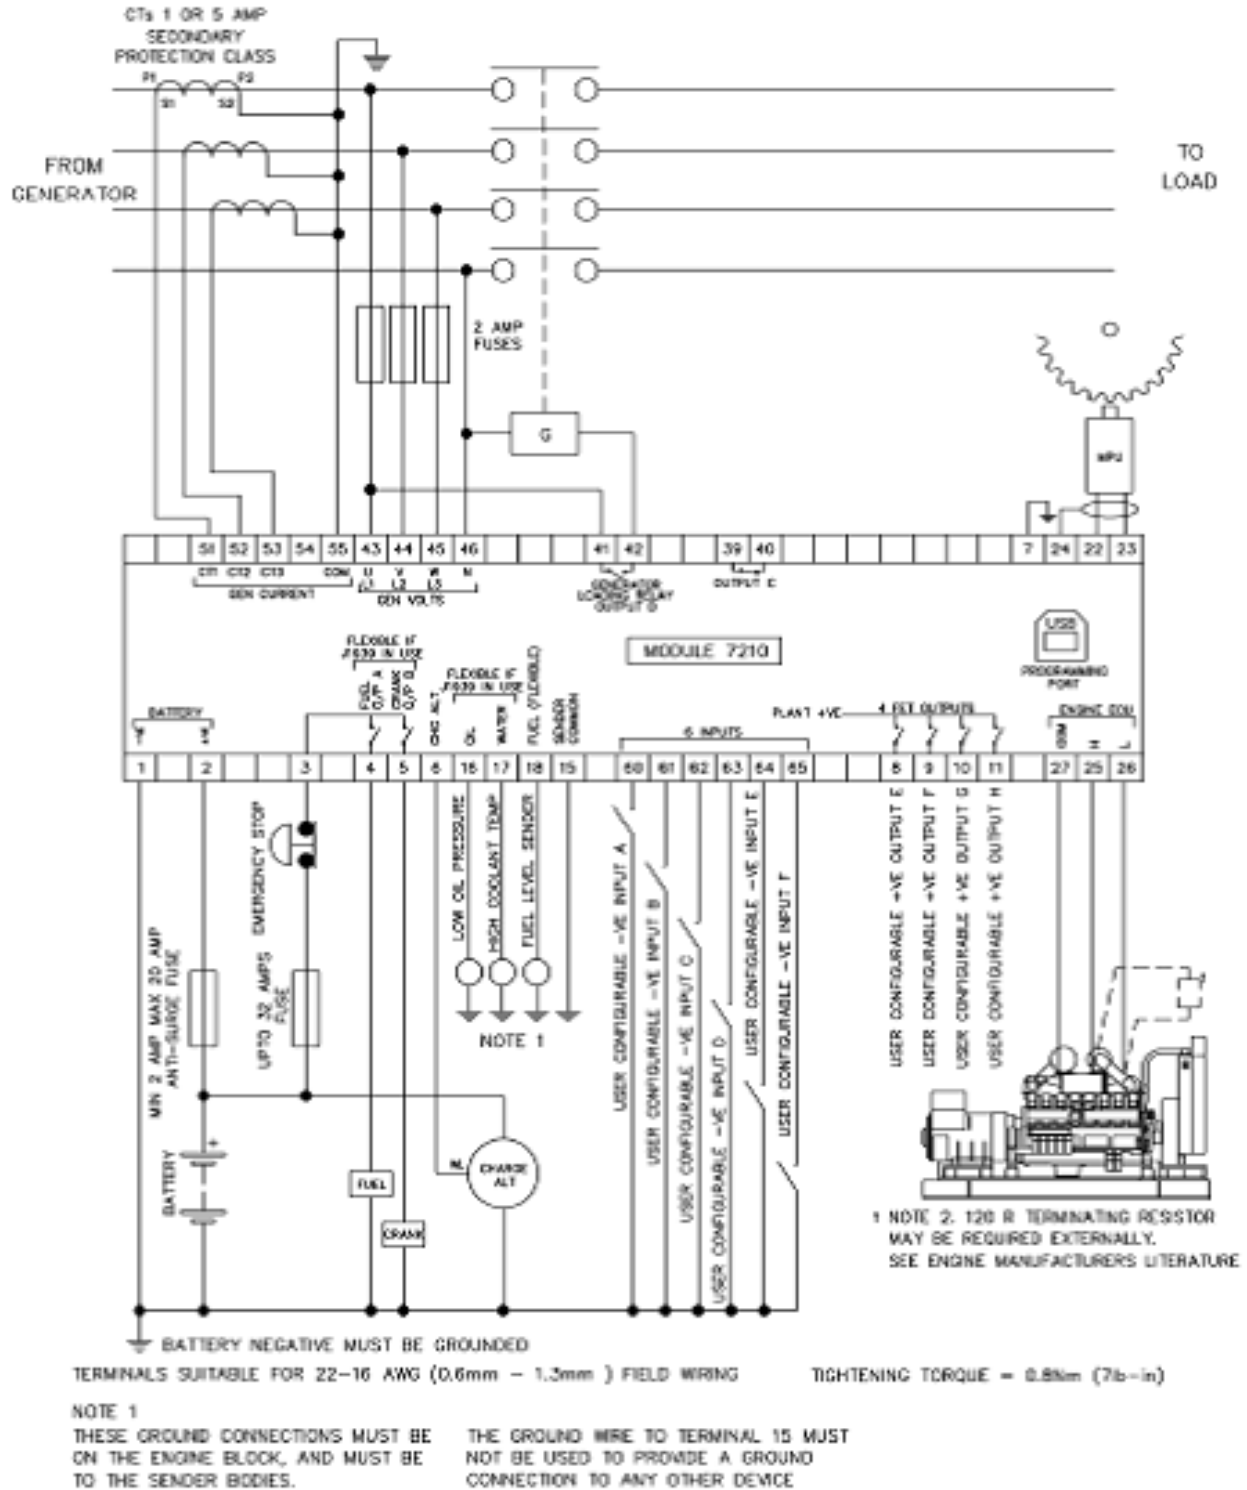 CTs 1 OR 5 AMP
SECONDARY
PROTECTION CLASS
P1 P2
S1 S2
FROM
GENERATOR
TO
LOAD
2 AMP
FUSES
G
MPU
51 52 53 54 55 43 44 45 46 41 42 39 40 7 24 22 23
CT1 CT2 CT3 COM U V W N
L1 L2 L3
GEN CURRENT
GEN VOLTS
GENERATOR
LOADING RELAY
OUTPUT D
OUTPUT C
USB
PROGRAMMING
PORT
MODULE 7210
FLEXIBLE IF
J1939 IN USE
FUEL
O/P A
CRANK
O/P B
CHG ALT
FLEXIBLE IF
J1939 IN USE
OIL
WATER
FUEL (FLEXIBLE)
SENDER
COMMON
BATTERY
-VE
+VE
6 INPUTS
PLANT +VE
4 FET OUTPUTS
ENGINE ECU
H
L
1 2 3 4 5 6 16 17 18 15 60 61 62 63 64 65 8 9 10 11 27 25 26
EMERGENCY STOP
MIN 2 AMP MAX 20 AMP
ANTI-SURGE FUSE
UPTO 32 AMPS
FUSE
LOW OIL PRESSURE
HIGH COOLANT TEMP
FUEL LEVEL SENDER
NOTE 1
USER CONFIGURABLE -VE INPUT A
USER CONFIGURABLE -VE INPUT B
USER CONFIGURABLE -VE INPUT C
USER CONFIGURABLE -VE INPUT D
USER CONFIGURABLE -VE INPUT E
USER CONFIGURABLE -VE INPUT F
USER CONFIGURABLE +VE OUTPUT E
USER CONFIGURABLE +VE OUTPUT F
USER CONFIGURABLE +VE OUTPUT G
USER CONFIGURABLE +VE OUTPUT H
BATTERY
+
FUEL
CRANK
WL
CHARGE
ALT
1 NOTE 2. 120 R TERMINATING RESISTOR
MAY BE REQUIRED EXTERNALLY.
SEE ENGINE MANUFACTURERS LITERATURE
BATTERY NEGATIVE MUST BE GROUNDED
TERMINALS SUITABLE FOR 22-16 AWG (0.6mm - 1.3mm ) FIELD WIRING
TIGHTENING TORQUE = 0.8Nm (7lb-in)
NOTE 1
THESE GROUND CONNECTIONS MUST BE
ON THE ENGINE BLOCK, AND MUST BE
TO THE SENDER BODIES.
THE GROUND WIRE TO TERMINAL 15 MUST
NOT BE USED TO PROVIDE A GROUND
CONNECTION TO ANY OTHER DEVICE